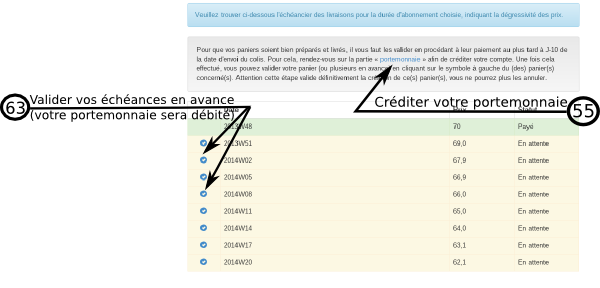 Veuillez trouver ci-dessous l'échéancier des livraisons pour la durée d'abonnement choisie, indiquant la dégressivité des prix.
Pour que vos paniers soient bien préparés et livrés, il vous faut les valider en procédant à leur paiement au plus tard à J-10 de
la date d'envoi du colis. Pour cela, rendez-vous sur la partie « portemonnaie » afin de créditer votre compte. Une fois cela
effectué, vous pouvez valider votre panier (ou plusieurs en avance) en cliquant sur le symbole à gauche du (des) panier(s)
concerné(s). Attention cette étape valide définitivement la création de ce(s) panier(s), vous ne pourrez plus les annuler.
63 Valider vos échéances en avance
(votre portemonnaie sera débité)
Créditer votre portemonnaie 55
Date Prix Statut
2013W48 70 Payé
2013W51 69,0 En attente
2014W02 67,9 En attente
2014W05 66,9 En attente
2014W08 66,0 En attente
2014W11 65,0 En attente
2014W14 64,0 En attente
2014W17 63,1 En attente
2014W20 62,1 En attente